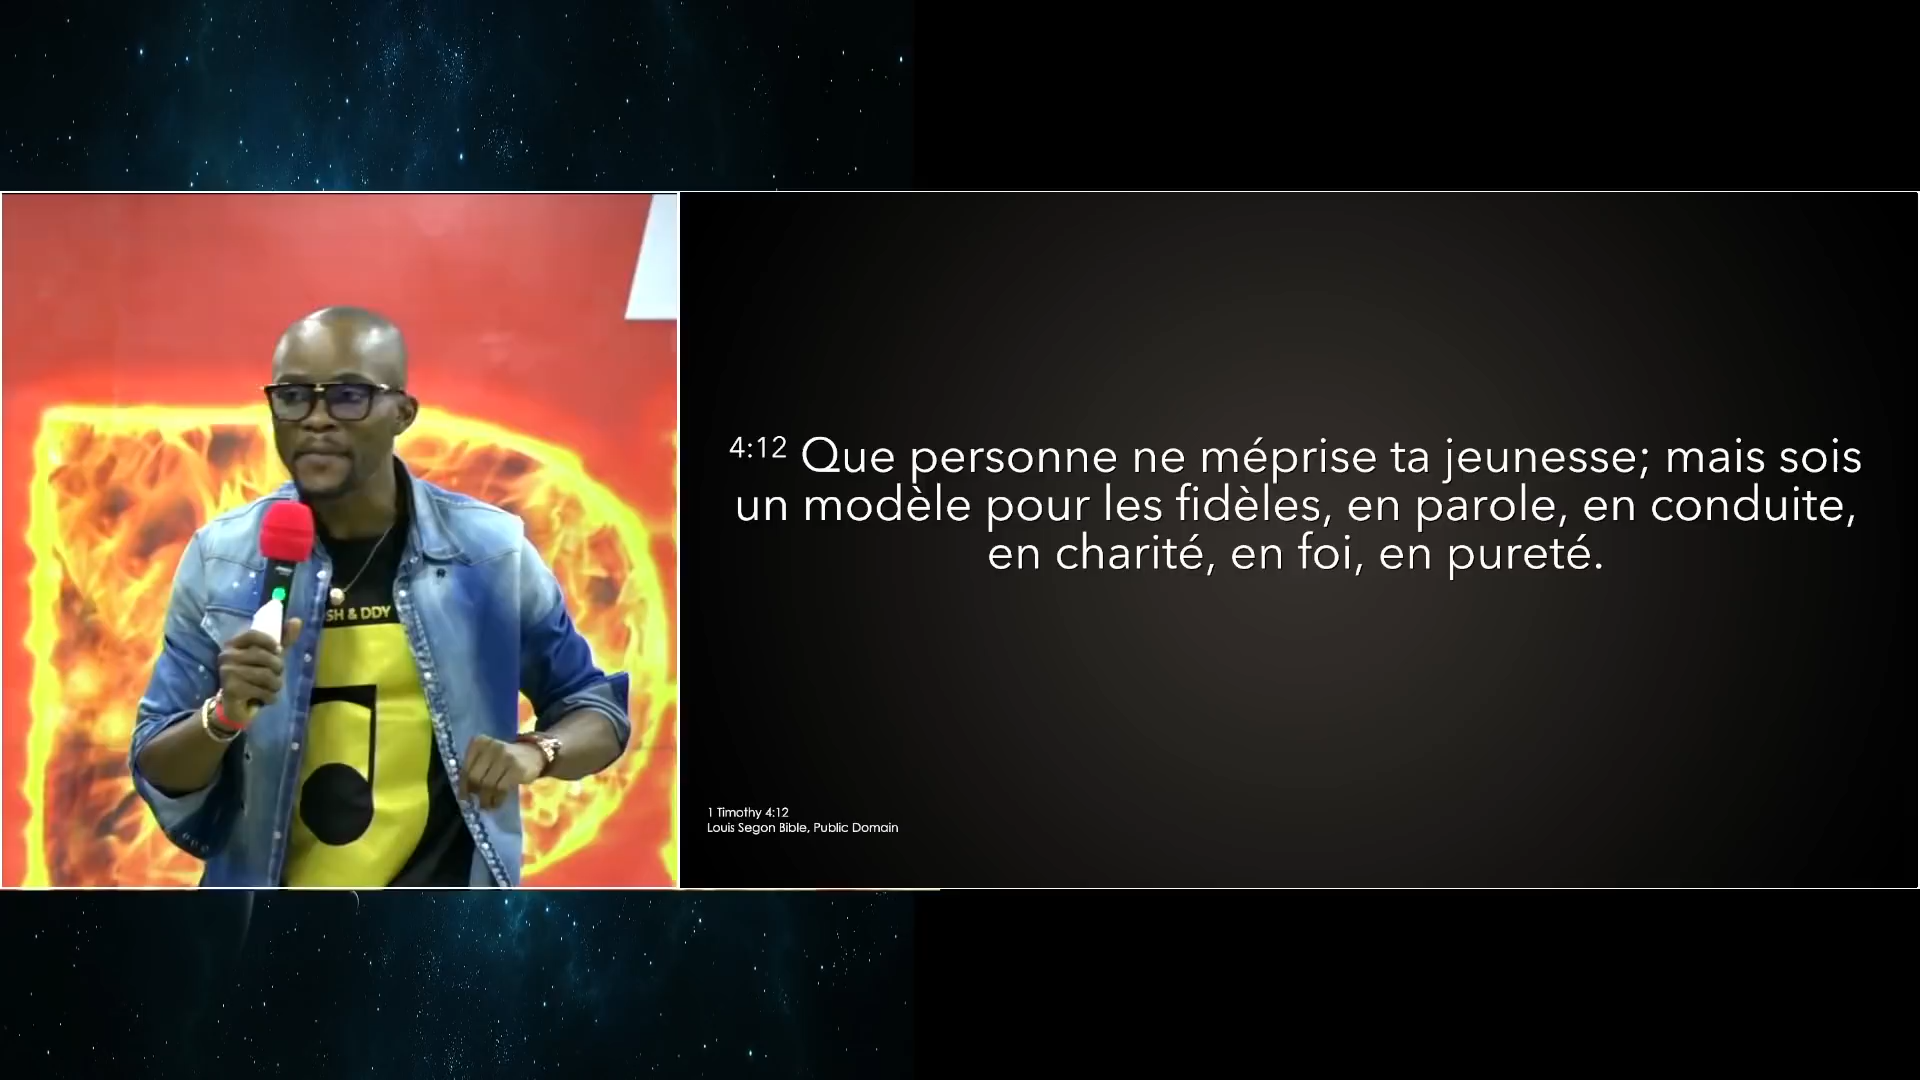 SH & DDY
4:12 Que personne ne méprise ta jeunesse; mais sois
un modèle pour les fidèles, en parole, en conduite,
en charité, en foi, en pureté.
1 Timothy 4:12
Louis Segon Bible, Public Domain